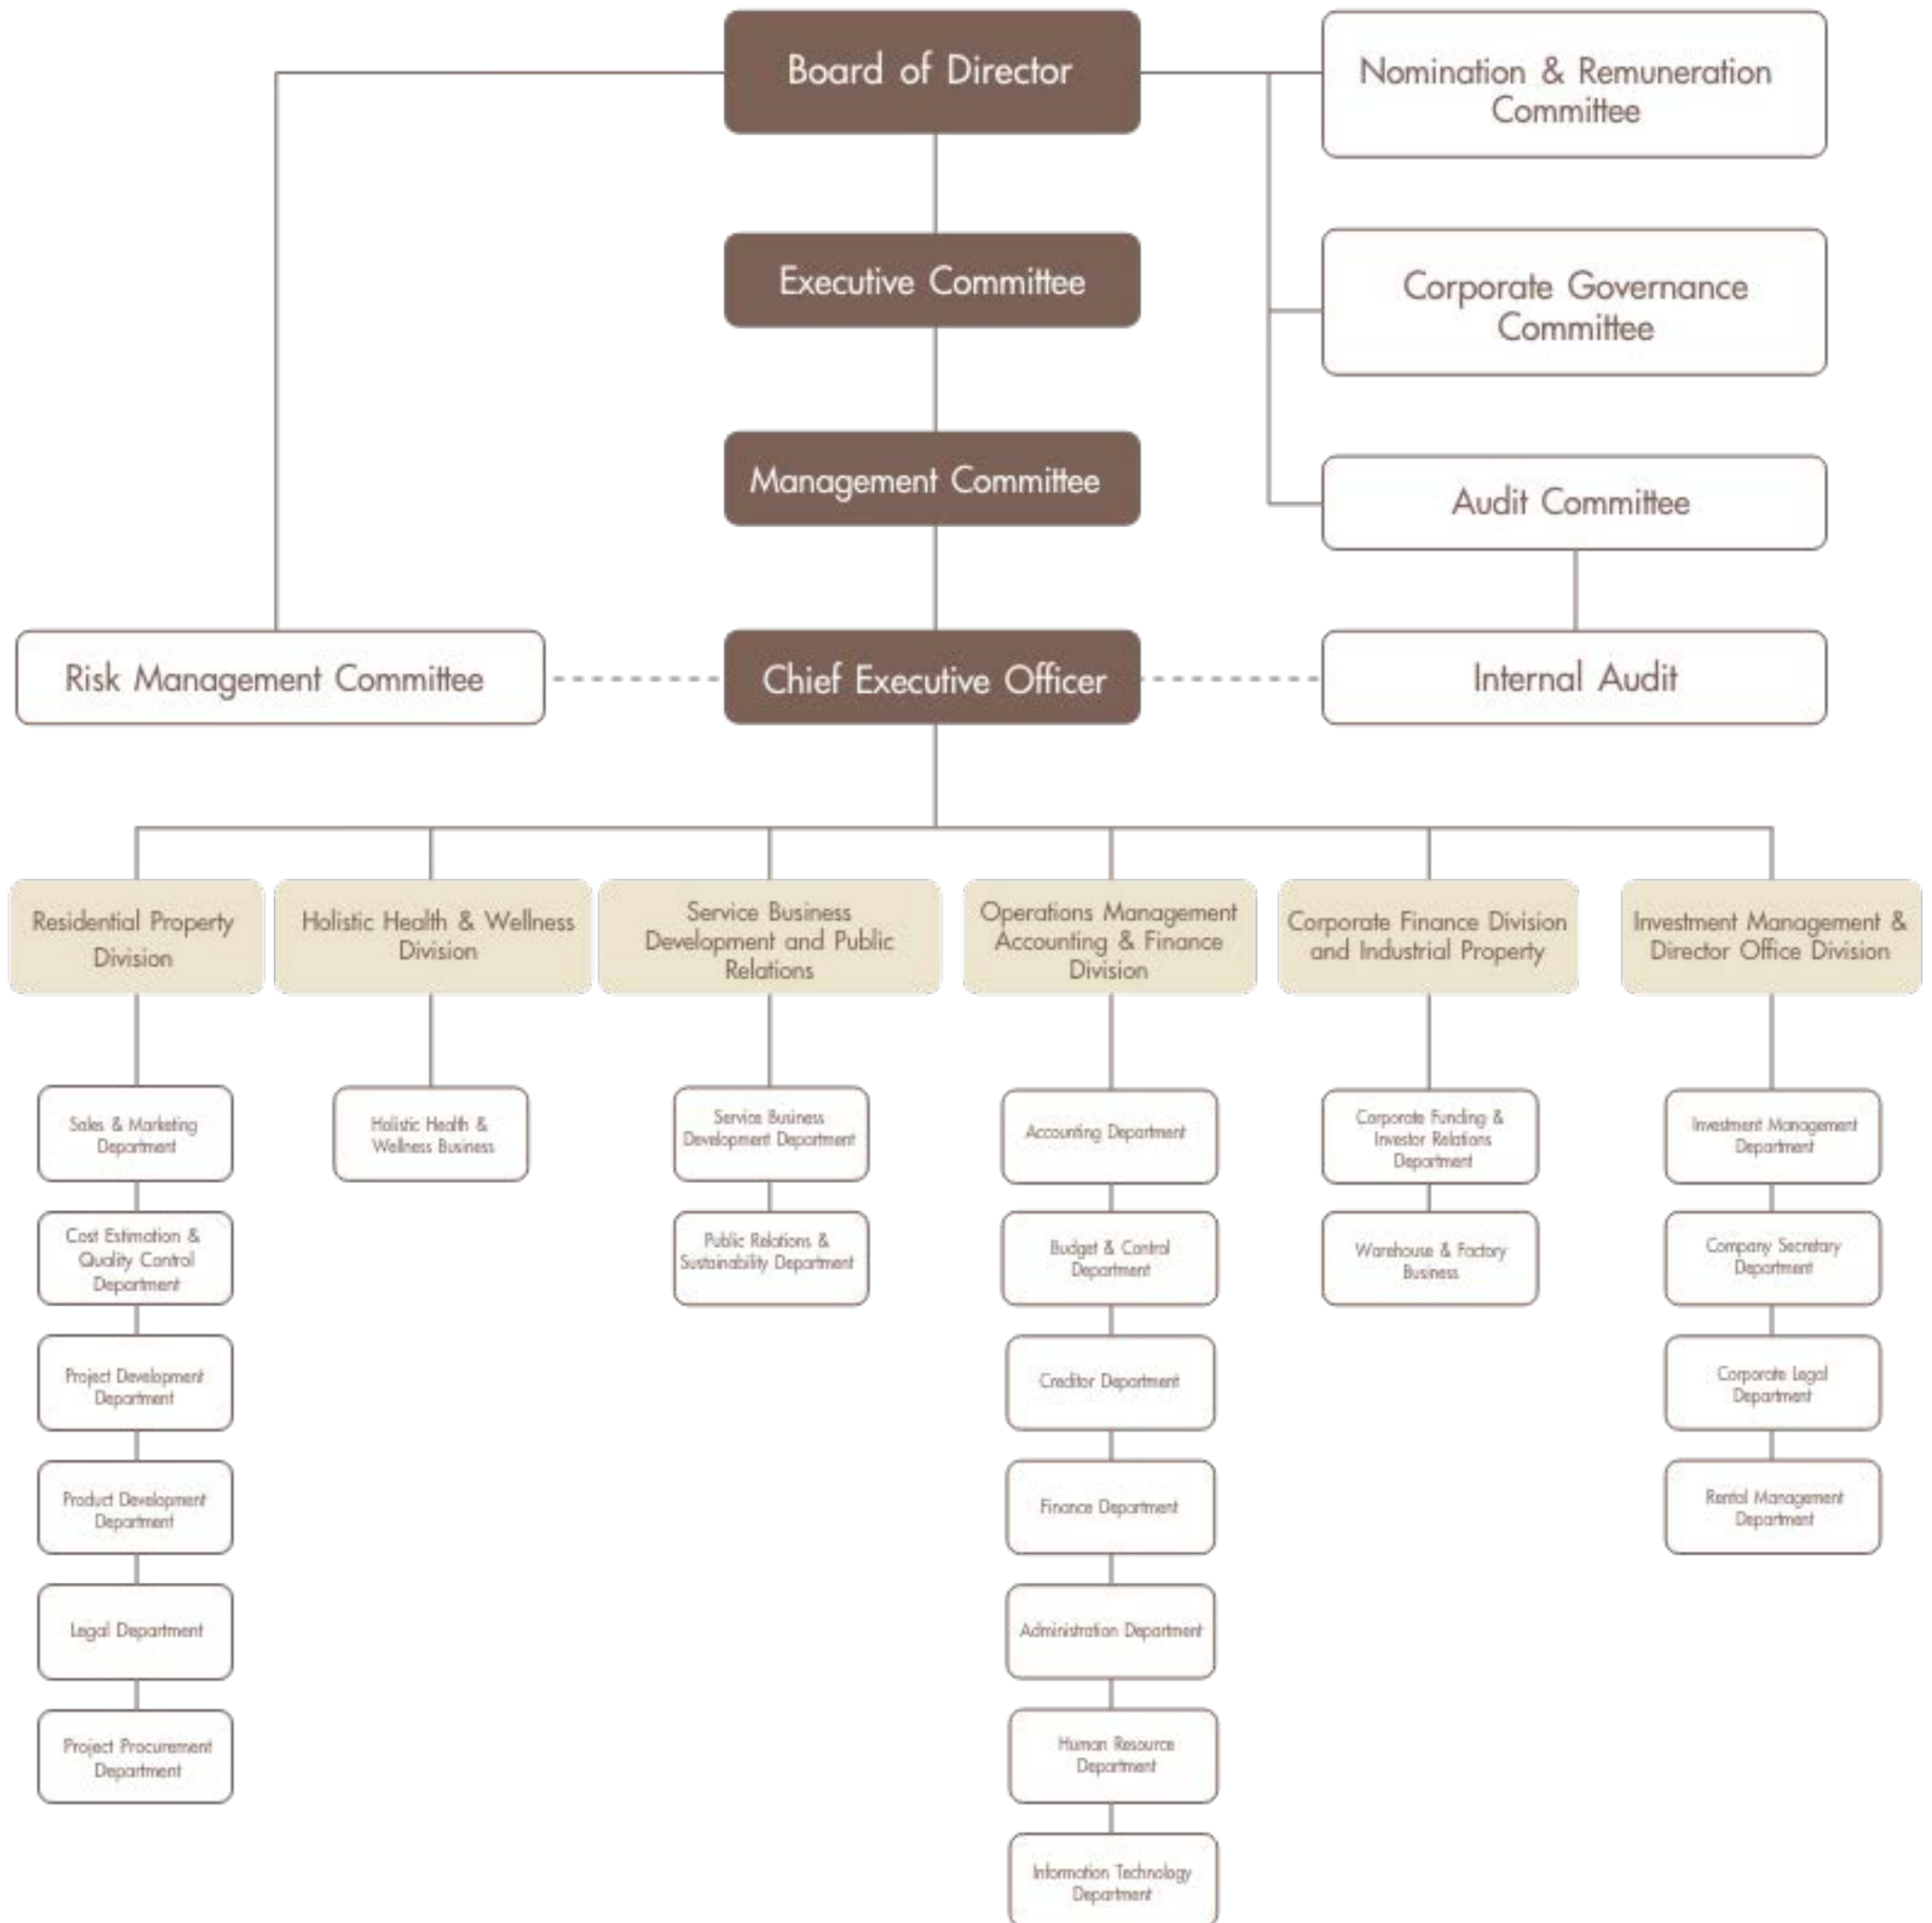 Board of Director
Nomination & Remuneration
Committee
Executive Committee
Corporate Governance
Committee
Management Committee
Audit Committee
Risk Management Committee
Chief Executive Officer
Internal Audit
Residential Property
Division
Holistic Health & Wellness
Division
Service Business
Development and Public
Relations
Operations Management
Accounting & Finance
Division
Corporate Finance Division
and Industrial Property
Investment Management &
Director Office Division
Sales & Marketing
Department
Cost Estimation &
Quality Control
Department
Project Development
Department
Product Development
Department
Legal Department
Project Procurement
Department
Holistic Health &
Wellness Business
Service Business
Development Department
Public Relations &
Sustainability Department
Accounting Department
Budget & Control
Department
Creditor Department
Finance Department
Administration Department
Human Resource
Department
Information Technology
Department
Corporate Funding &
Investor Relations
Department
Warehouse & Factory
Business
Investment Management
Department
Company Secretary
Department
Corporate Legal
Department
Rental Management
Department